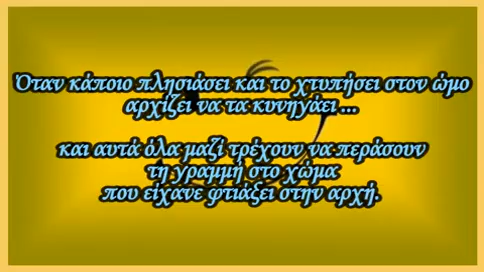 Όταν κάποιο πλησιάσει και το χτυπήσει στον ώμο
αρχίζει να τα κυνηγάει ...
και αυτά όλα μαζί τρέχουν να περάσουν
τη γραμμή στο χώμα
που είχανε φτιάξει στην αρχή.